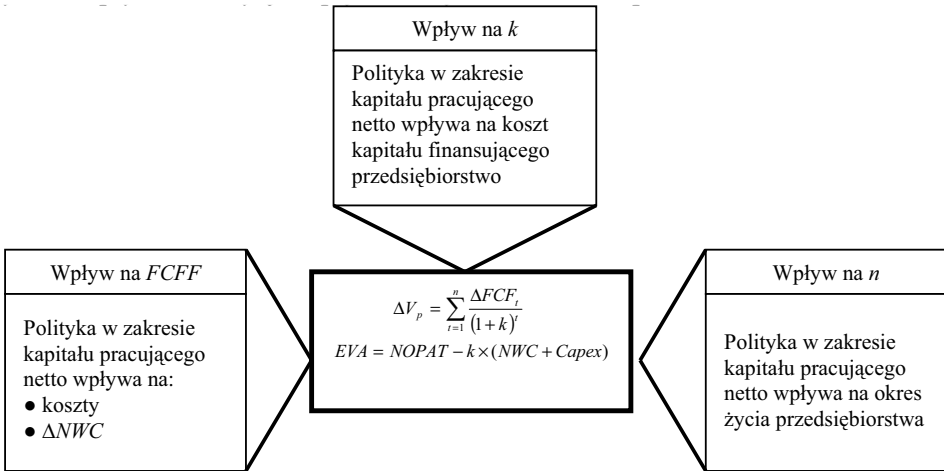 Wpływ na k
Polityka w zakresie
kapitału pracującego
netto wpływa na koszt
kapitału finansującego
przedsiębiorstwo
Wpływ na FCFF
Polityka w zakresie
kapitału pracującego
netto wpływa na:
● koszty
● ΔNWC
ΔV_p = \sum_{t=1}^{n} \frac{ΔFCF_t}{(1+k)^t}
EVA = NOPAT − k×(NWC + Capex)
Wpływ na n
Polityka w zakresie
kapitału pracującego
netto wpływa na okres
życia przedsiębiorstwa